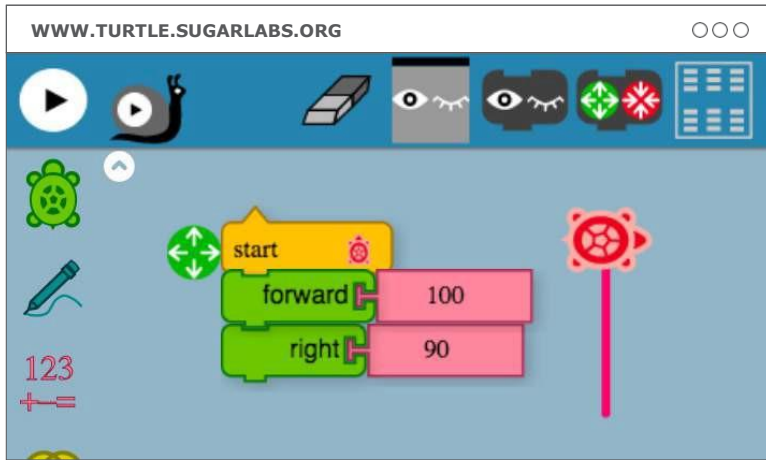 WWW.TURTLE.SUGARLABS.ORG
start
forward 100
right 90
123
+−=